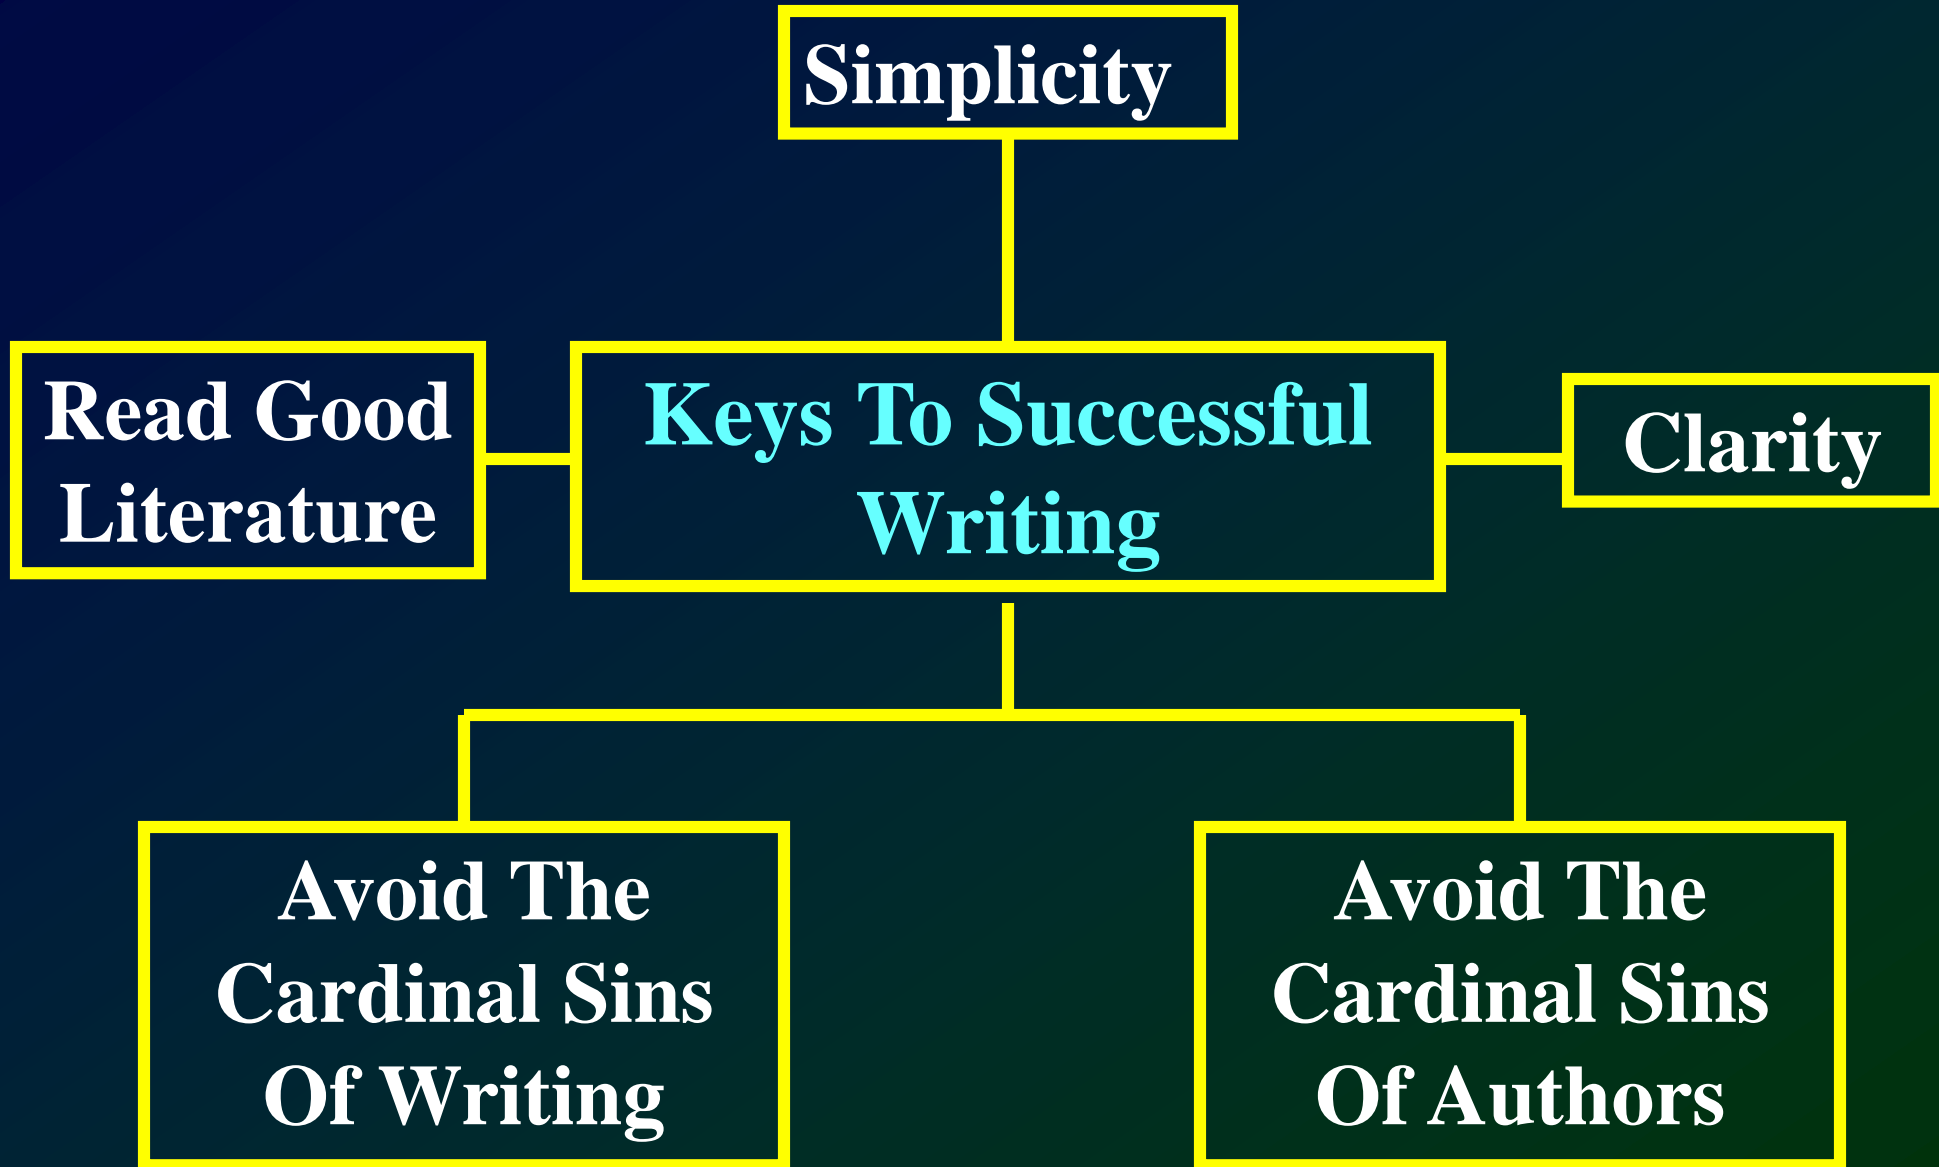 Simplicity
Read Good
Literature
Keys To Successful
Writing
Clarity
Avoid The
Cardinal Sins
Of Writing
Avoid The
Cardinal Sins
Of Authors